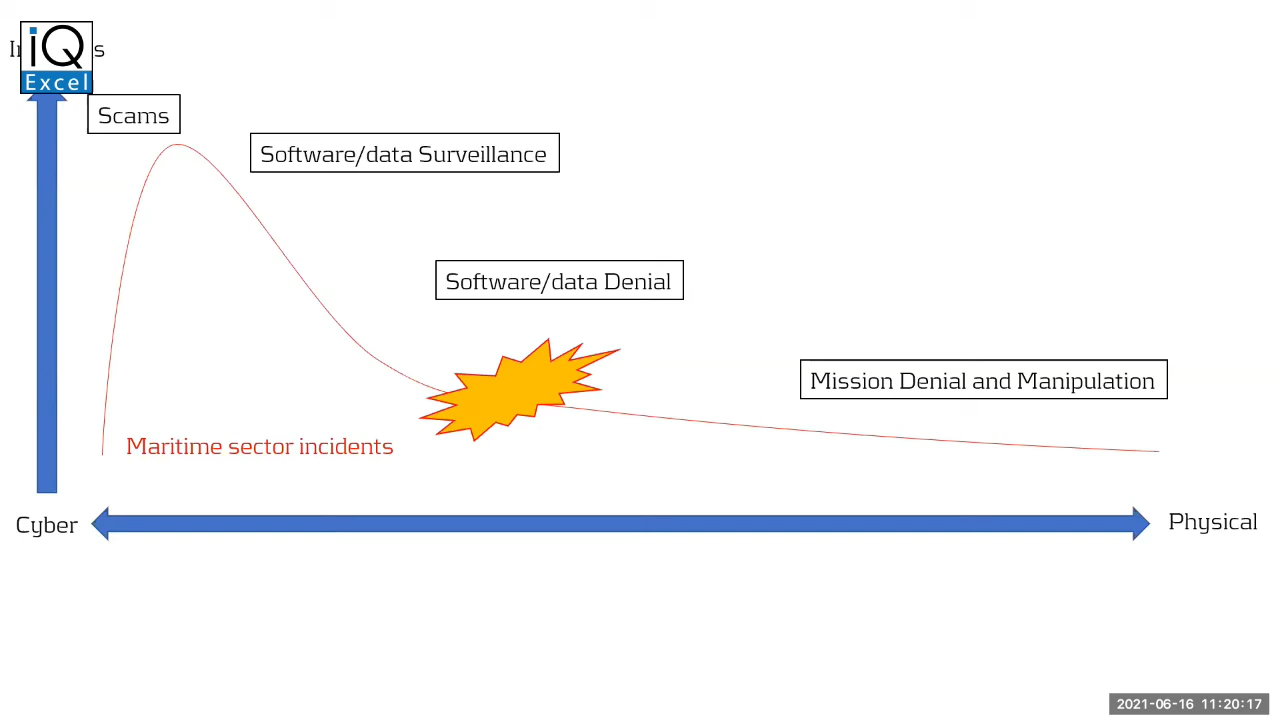 iQ
Excel
Scams
Software/data Surveillance
Software/data Denial
Mission Denial and Manipulation
Maritime sector incidents
Cyber
Physical
2021-06-16 11:20:17